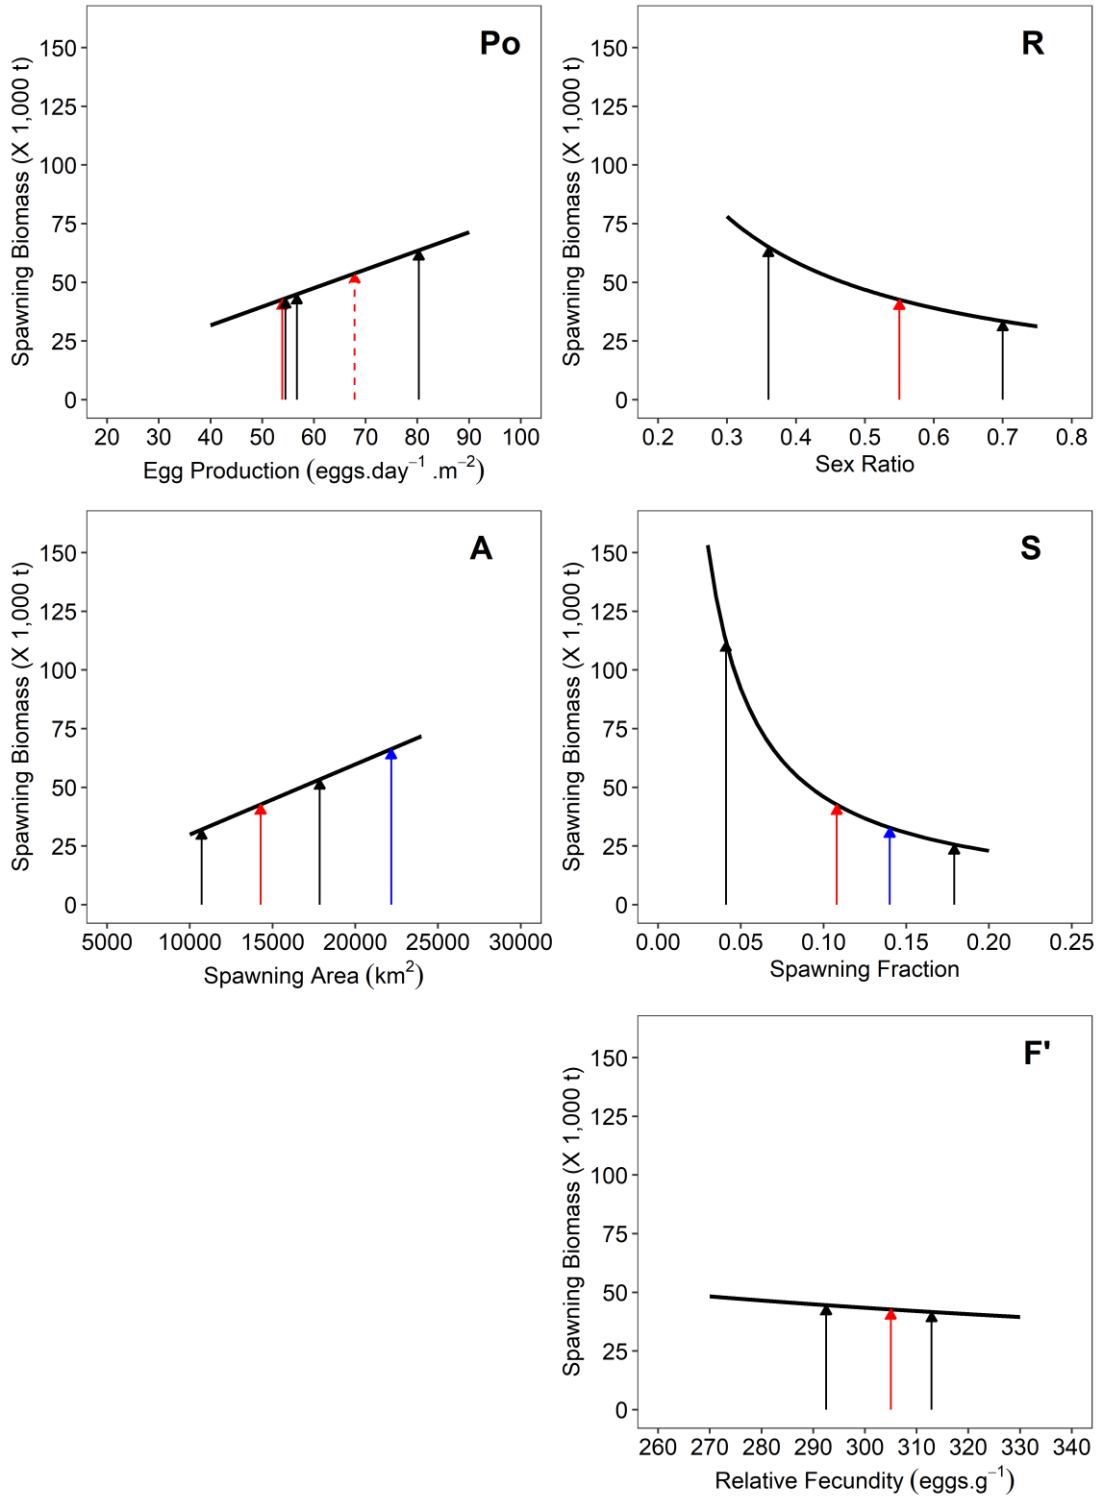 Po
Spawning Biomass (X 1,000 t)
150
125
100
75
50
25
0
20 30 40 50 60 70 80 90 100
Egg Production (eggs.day⁻¹ .m⁻²)
R
Spawning Biomass (X 1,000 t)
150
125
100
75
50
25
0
0.2 0.3 0.4 0.5 0.6 0.7 0.8
Sex Ratio
A
Spawning Biomass (X 1,000 t)
150
125
100
75
50
25
0
5000 10000 15000 20000 25000 30000
Spawning Area (km²)
S
Spawning Biomass (X 1,000 t)
150
125
100
75
50
25
0
0.00 0.05 0.10 0.15 0.20 0.25
Spawning Fraction
F'
Spawning Biomass (X 1,000 t)
150
125
100
75
50
25
0
260 270 280 290 300 310 320 330 340
Relative Fecundity (eggs.g⁻¹)